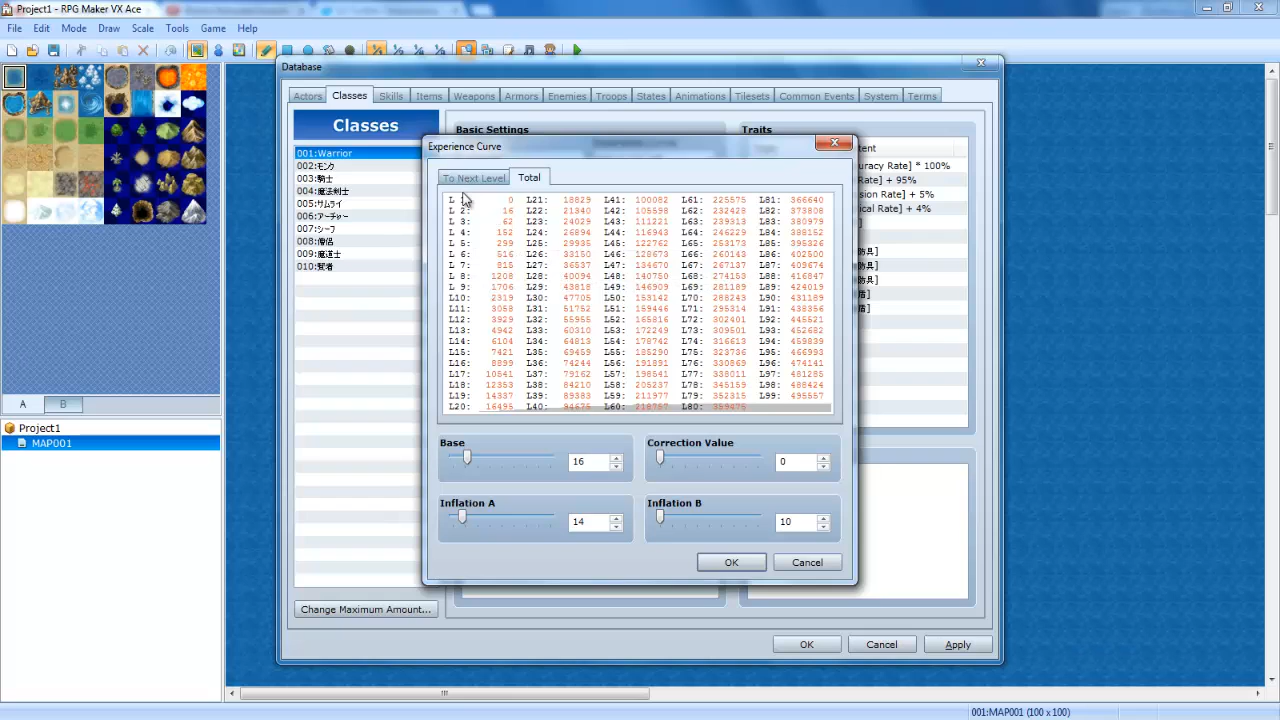 Project1 - RPG Maker VX Ace
File Edit Mode Draw Scale Tools Game Help
Database
Actors Classes Skills Items Weapons Armors Enemies Troops States Animations Tilesets Common Events System Terms
Classes
Basic Settings
Traits
Experience Curve
To Next Level Total
001:Warrior
002:モンク
003:騎士
004:魔法剣士
005:サムライ
006:アーチャー
007:シーフ
008:僧侶
009:魔道士
010:賢者
tent
uracy Rate] * 100%
Rate] + 95%
sion Rate] + 5%
ical Rate] + 4%
]
防具]
防具]
防具]
盾]
盾]
L 1: 0 L21: 18829 L41: 100082 L61: 225575 L81: 366640
L 2: 16 L22: 21340 L42: 105598 L62: 232428 L82: 373808
L 3: 62 L23: 24029 L43: 111221 L63: 239313 L83: 380979
L 4: 152 L24: 26894 L44: 116943 L64: 246229 L84: 388152
L 5: 299 L25: 29935 L45: 122762 L65: 253173 L85: 395326
L 6: 516 L26: 33150 L46: 128673 L66: 260143 L86: 402500
L 7: 815 L27: 36537 L47: 134670 L67: 267137 L87: 409674
L 8: 1208 L28: 40094 L48: 140750 L68: 274153 L88: 416847
L 9: 1706 L29: 43818 L49: 146909 L69: 281189 L89: 424019
L10: 2319 L30: 47705 L50: 153142 L70: 288243 L90: 431189
L11: 3058 L31: 51752 L51: 159446 L71: 295314 L91: 438356
L12: 3929 L32: 55955 L52: 165816 L72: 302401 L92: 445521
L13: 4942 L33: 60310 L53: 172249 L73: 309501 L93: 452682
L14: 6104 L34: 64813 L54: 178742 L74: 316613 L94: 459839
L15: 7421 L35: 69459 L55: 185290 L75: 323736 L95: 466993
L16: 8899 L36: 74244 L56: 191891 L76: 330869 L96: 474141
L17: 10541 L37: 79162 L57: 198541 L77: 338011 L97: 481285
L18: 12353 L38: 84210 L58: 205237 L78: 345159 L98: 488424
L19: 14337 L39: 89383 L59: 211977 L79: 352315 L99: 495557
L20: 16495 L40: 94675 L60: 218757 L80: 359475
Base
16
Correction Value
0
Inflation A
14
Inflation B
10
OK Cancel
Change Maximum Amount...
OK Cancel Apply
A B
Project1
MAP001
001:MAP001 (100 x 100)